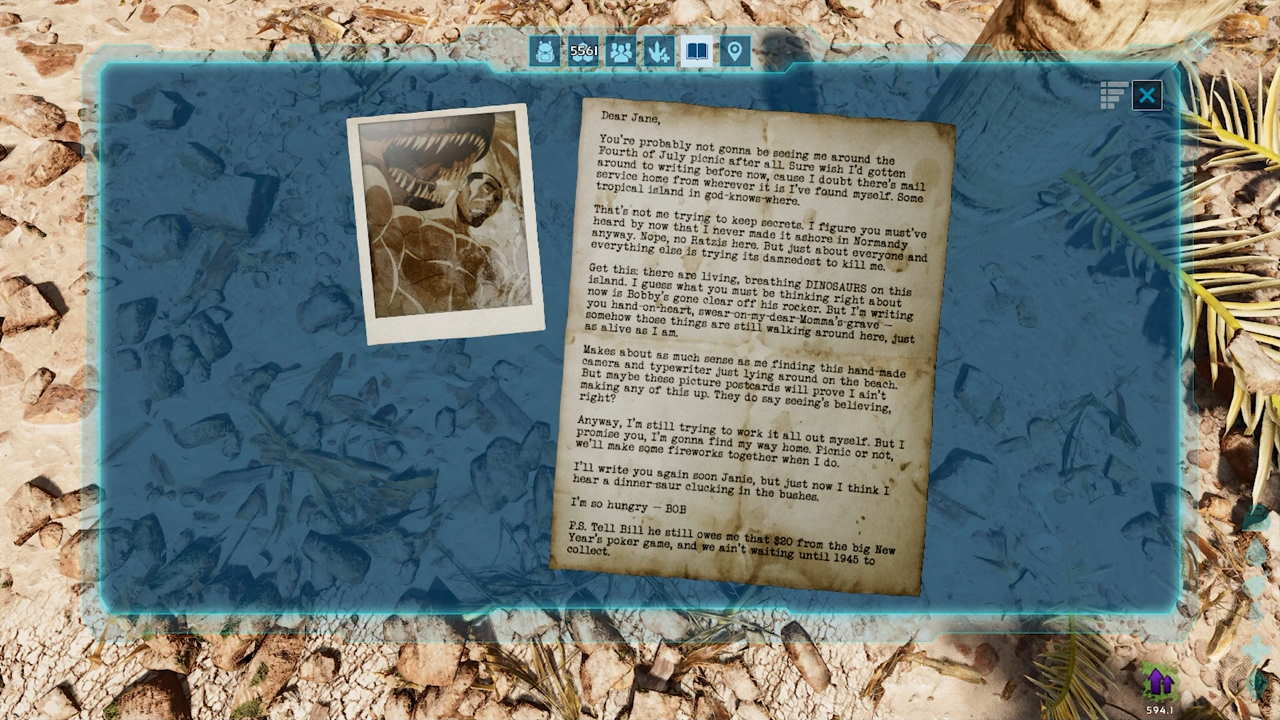 5561
Dear Jane,
You're probably not gonna be seeing me around the
Fourth of July picnic after all. Sure wish I'd gotten
around to writing before now, cause I doubt there's mail
service home from wherever it is I've found myself. Some
tropical island in god-knows-where.
That's not me trying to keep secrets. I figure you must've
heard by now that I never made it ashore in Normandy
anyway. Nope, no Ratzis here. But just about everyone and
everything else is trying its damnedest to kill me.
Get this: there are living, breathing DINOSAURS on this
island. I guess what you must be thinking right about
now is Bobby's gone clear off his rocker. But I'm writing
you hand-on-heart, swear-on-my-dear-Momma's-grave —
somehow those things are still walking around here, just
as alive as I am.
Makes about as much sense as me finding this hand-made
camera and typewriter just lying around on the beach.
But maybe these picture postcards will prove I ain't
making any of this up. They do say seeing's believing,
right?
Anyway, I'm still trying to work it all out myself. But I
promise you, I'm gonna find my way home. Picnic or not,
we'll make some fireworks together when I do.
I'll write you again soon Janie, but just now I think I
hear a dinner-saur clucking in the bushes.
I'm so hungry — BOB
P.S. Tell Bill he still owes me that $20 from the big New
Year's poker game, and we ain't waiting until 1945 to
collect.
594.1